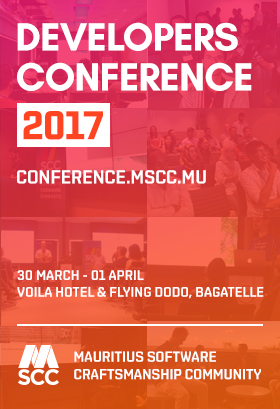 DEVELOPERS
CONFERENCE
2017
CONFERENCE.MSCC.MU
30 MARCH - 01 APRIL
VOILA HOTEL & FLYING DODO, BAGATELLE
M
SCC
MAURITIUS SOFTWARE
CRAFTSMANSHIP COMMUNITY